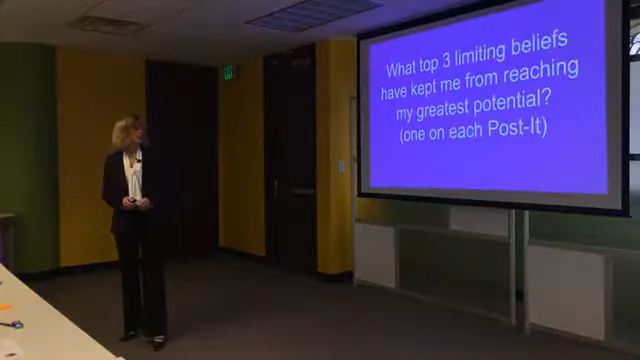 What top 3 limiting beliefs
have kept me from reaching
my greatest potential?
(one on each Post-It)